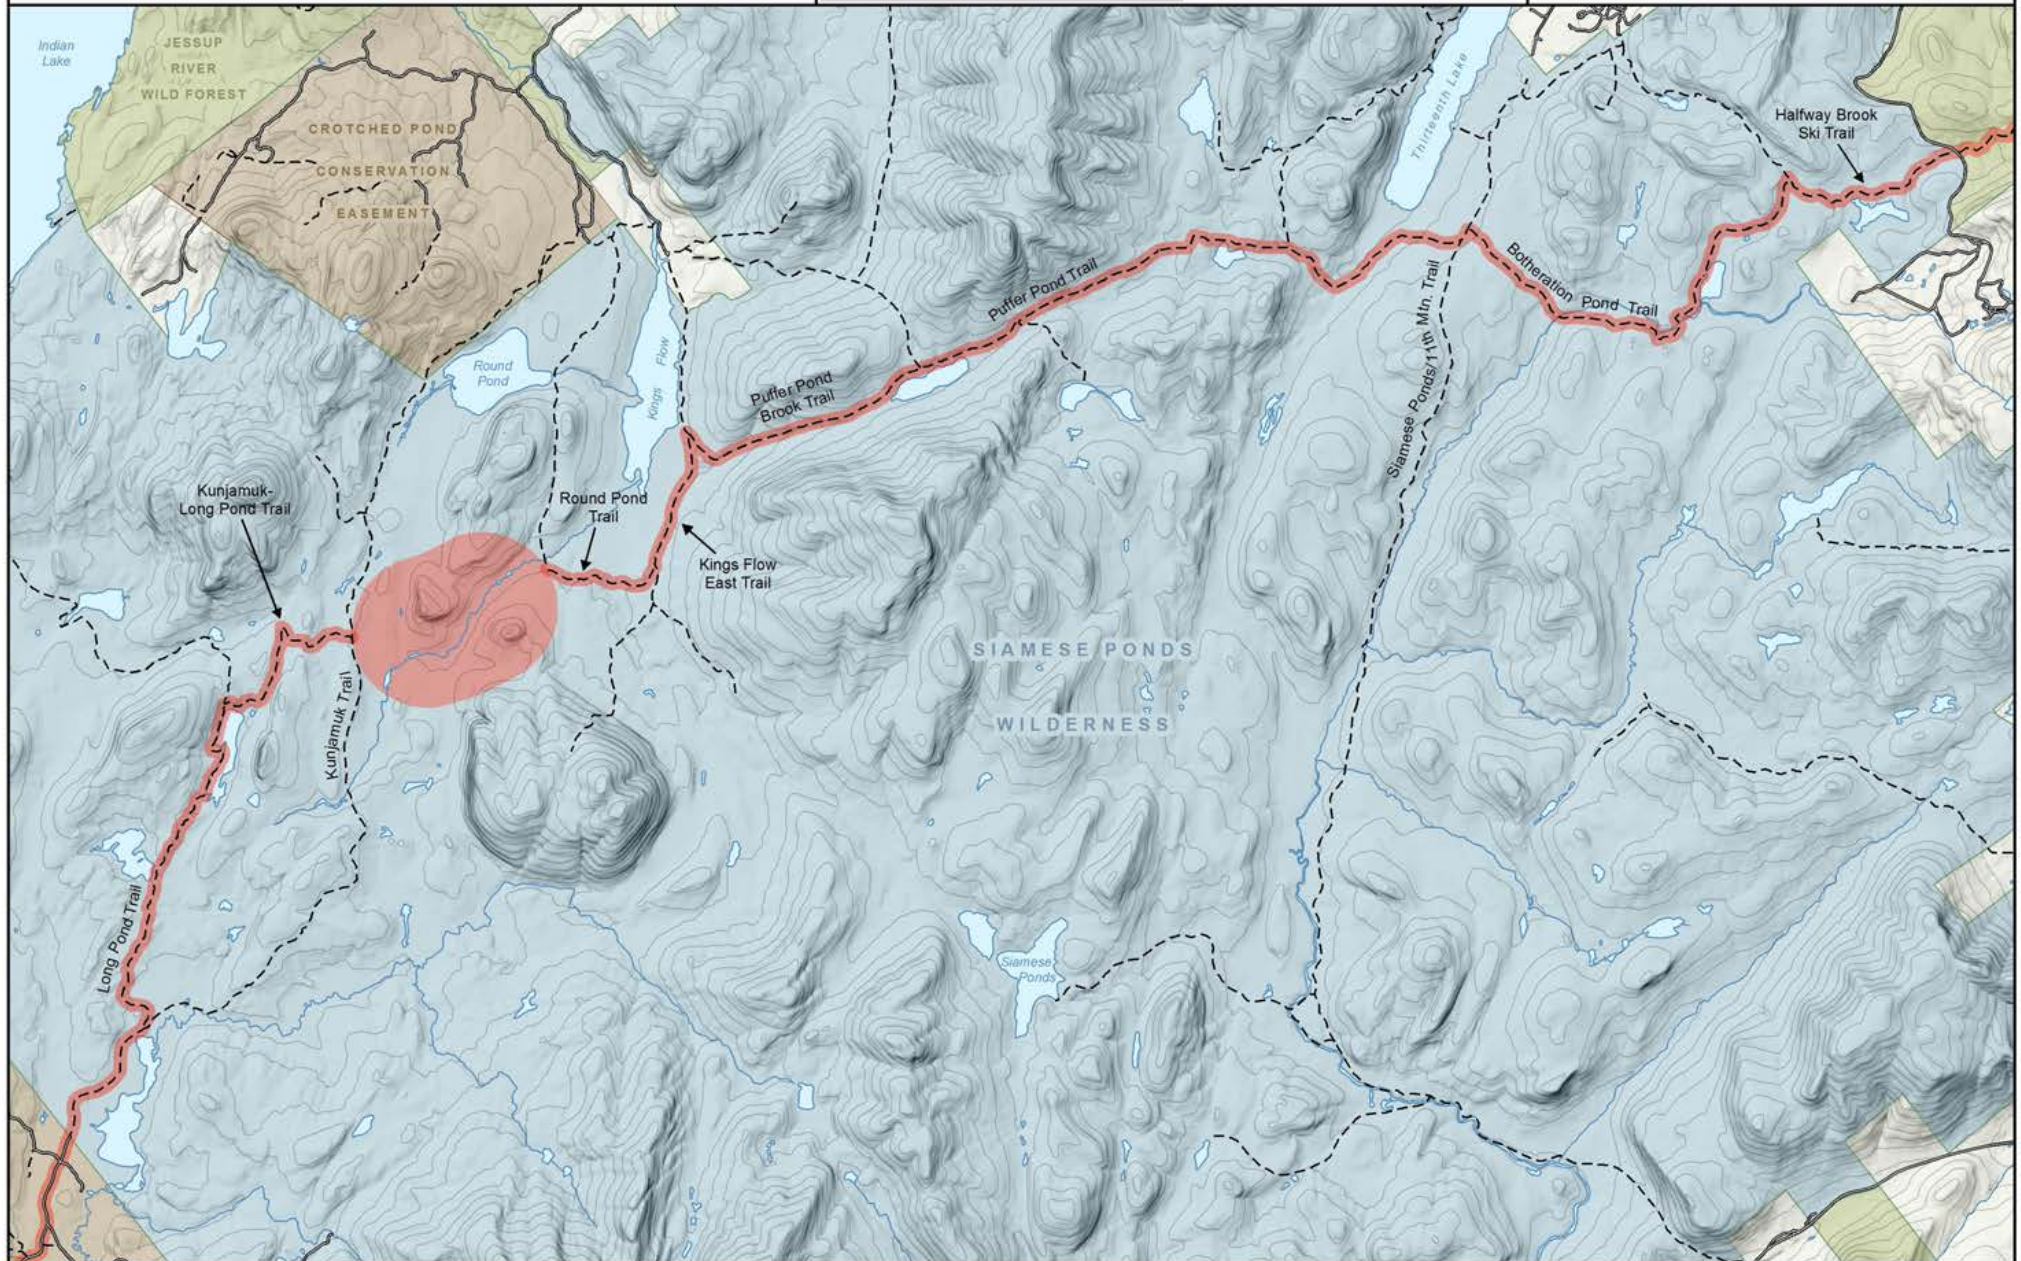 Indian
Lake
JESSUP
RIVER
WILD FOREST
CROTCHED POND
CONSERVATION
EASEMENT
Thirteenth Lake
Halfway Brook
Ski Trail
Puffer Pond Trail
Botheration Pond Trail
Siamese Ponds/11th Mtn. Trail
Round
Pond
Kings Flow
Puffer Pond
Brook Trail
Kunjamuk-
Long Pond Trail
Round Pond
Trail
Kings Flow
East Trail
SIAMESE PONDS
WILDERNESS
Kunjamuk Trail
Long Pond Trail
Siamese
Ponds